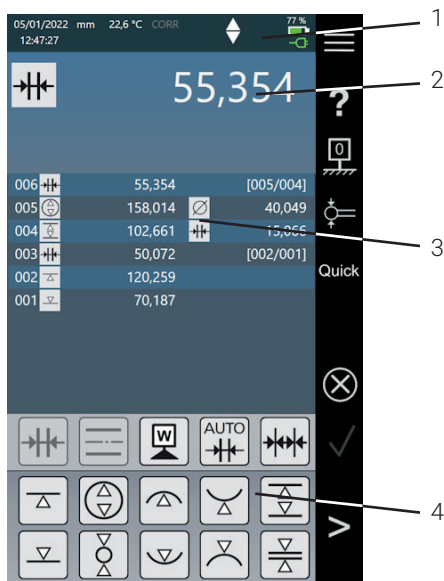 05/01/2022 mm 22,6 °C CORR 77 %
12:47:27
1
55,354
2
?
0
006 55,354 [005/004]
005 158,014 40,049
004 102,661 15,066
3
003 50,072 [002/001]
002 120,259
001 70,187
Quick
W
AUTO
4
>